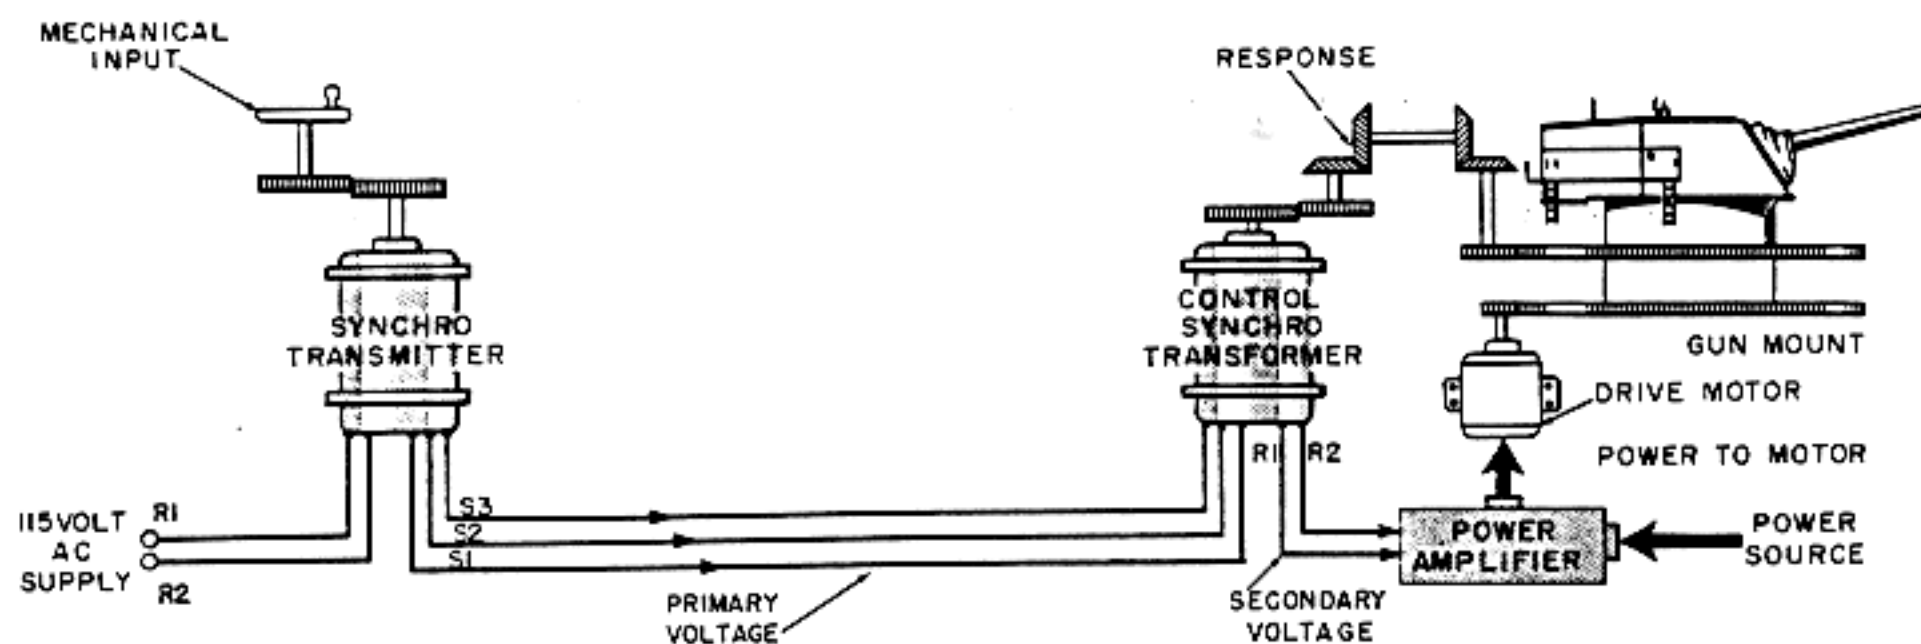 MECHANICAL
INPUT
RESPONSE
SYNCHRO
TRANSMITTER
CONTROL
SYNCHRO
TRANSFORMER
GUN MOUNT
DRIVE MOTOR
POWER TO MOTOR
R1 R2
115VOLT
AC
SUPPLY
R1
R2
S3
S2
S1
PRIMARY
VOLTAGE
SECONDARY
VOLTAGE
POWER
AMPLIFIER
POWER
SOURCE